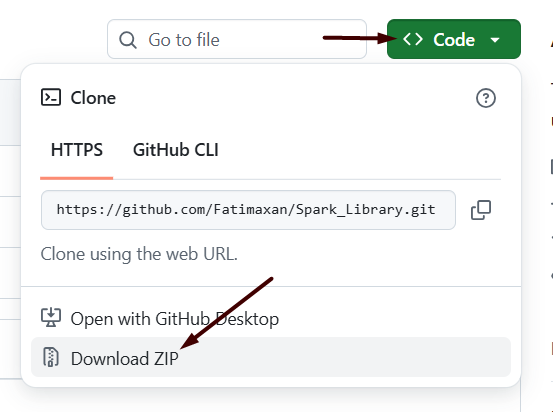 Go to file
Code
Clone
HTTPS GitHub CLI
https://github.com/Fatimaxan/Spark_Library.git
Clone using the web URL.
Open with GitHub Desktop
Download ZIP